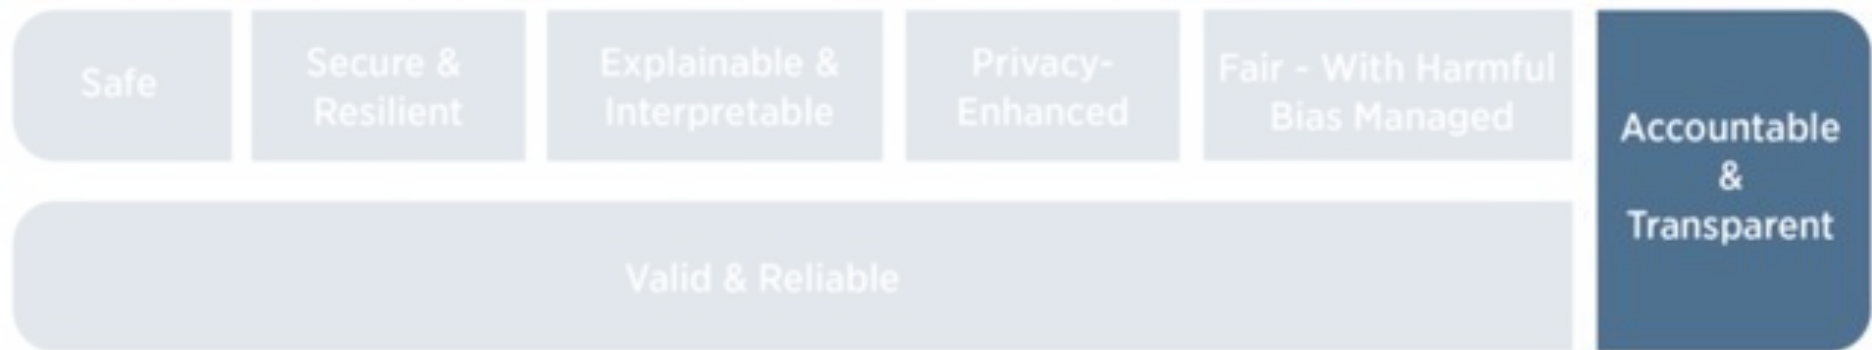 Safe
Secure &
Resilient
Explainable &
Interpretable
Privacy-
Enhanced
Fair - With Harmful
Bias Managed
Accountable
&
Transparent
Valid & Reliable